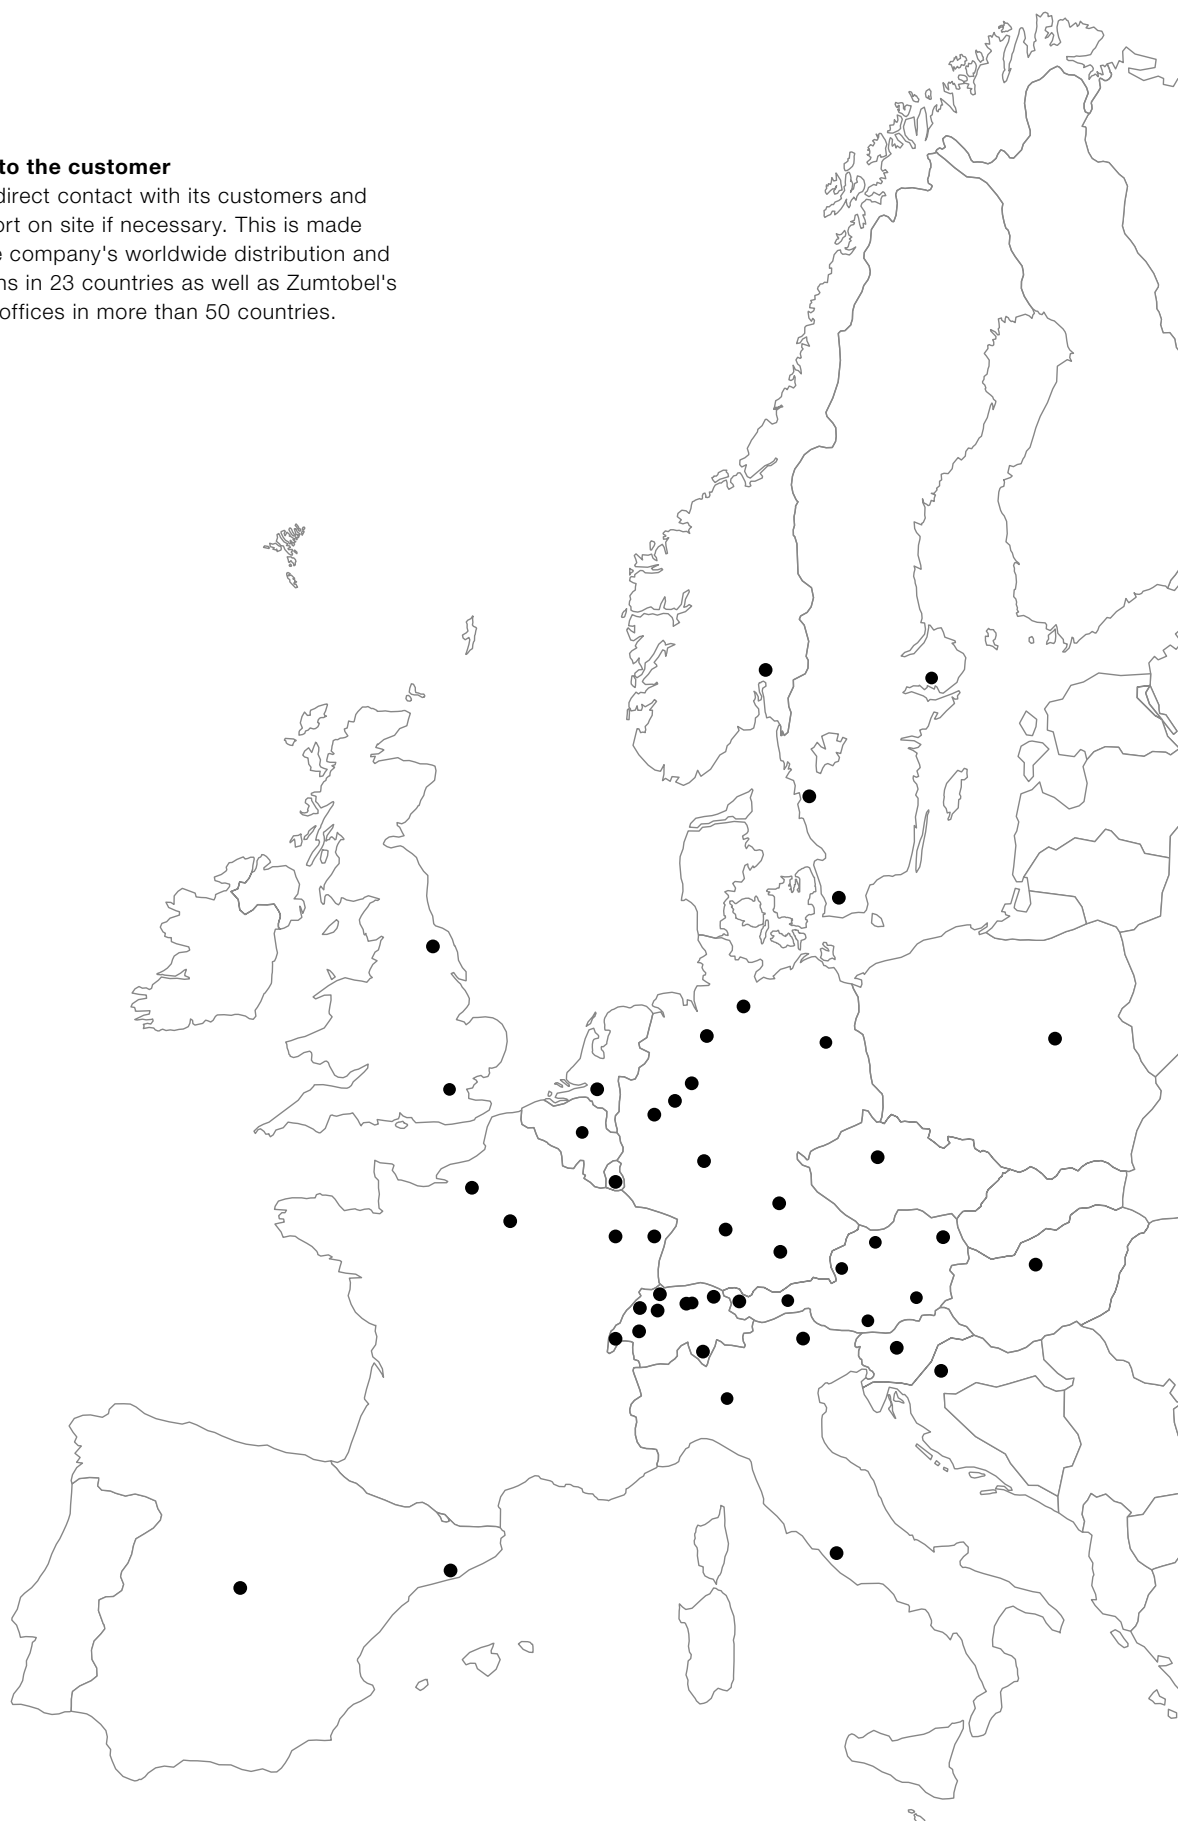 to the customer
direct contact with its customers and
ort on site if necessary. This is made
e company's worldwide distribution and
ns in 23 countries as well as Zumtobel's
offices in more than 50 countries.